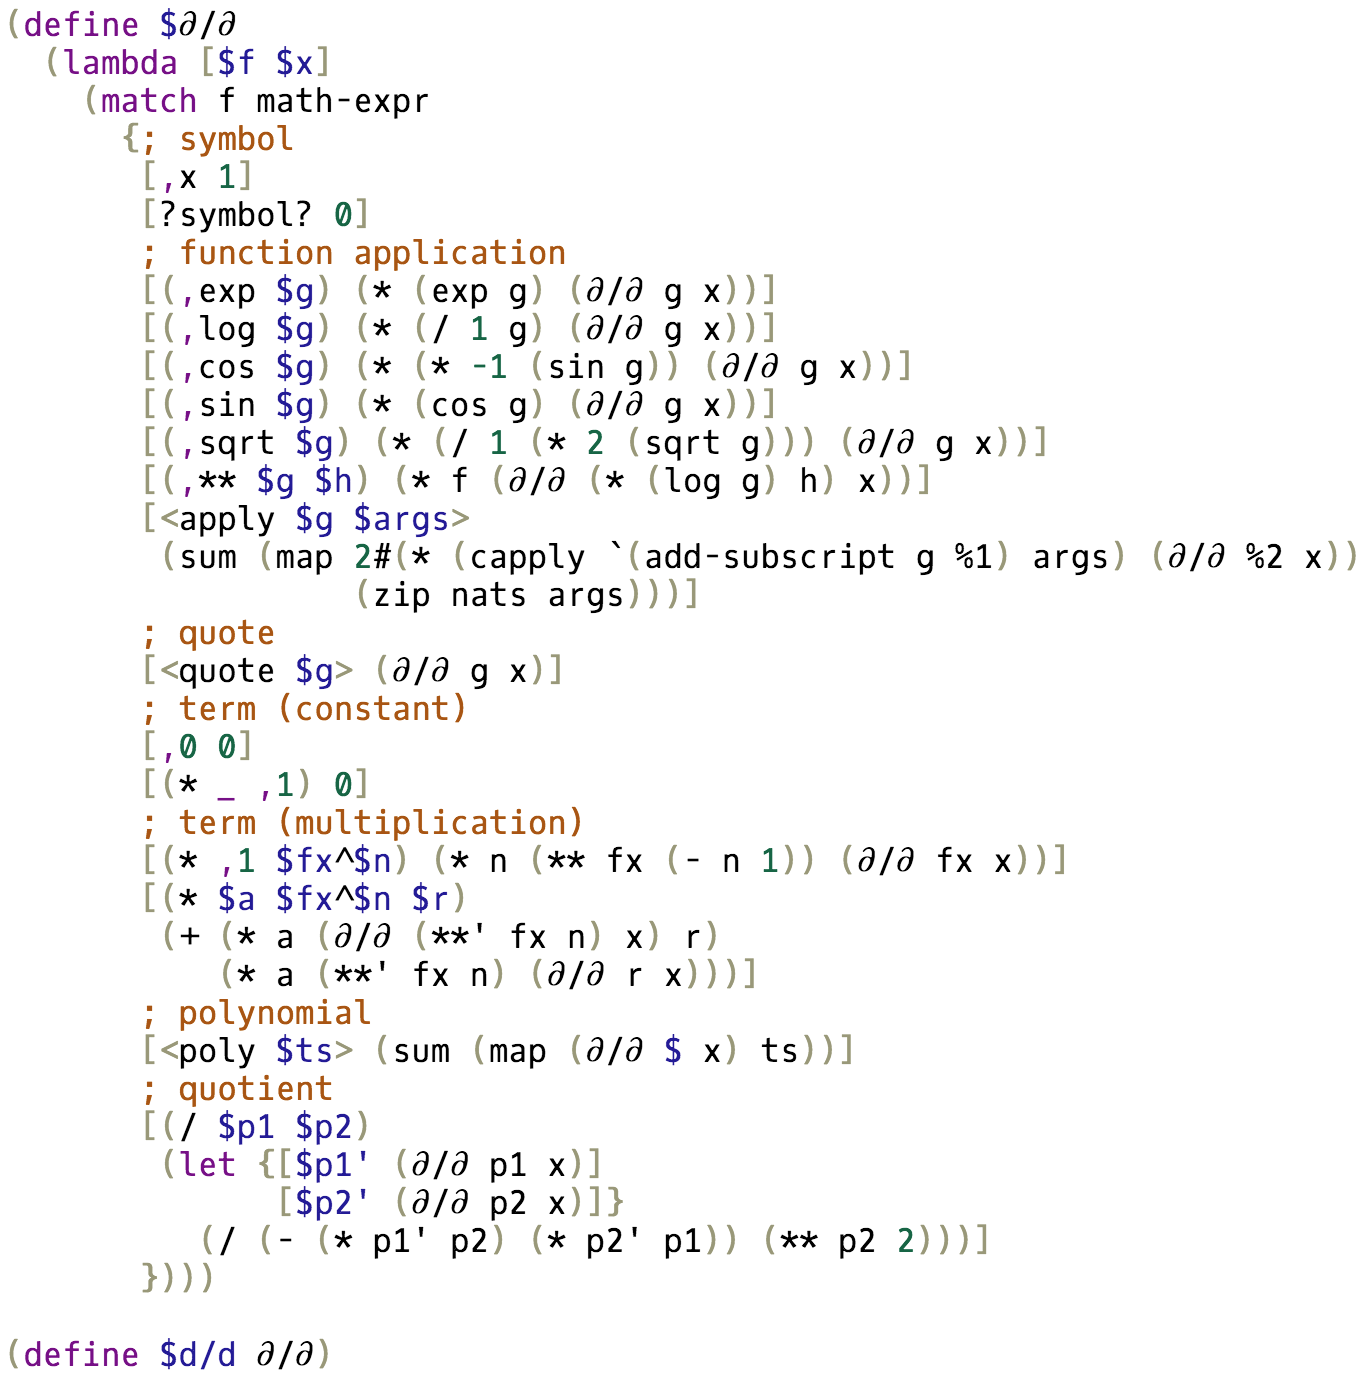 (define $∂/∂
  (lambda [$f $x]
    (match f math-expr
      {; symbol
       [,x 1]
       [?symbol? 0]
       ; function application
       [(,exp $g) (* (exp g) (∂/∂ g x))]
       [(,log $g) (* (/ 1 g) (∂/∂ g x))]
       [(,cos $g) (* (* -1 (sin g)) (∂/∂ g x))]
       [(,sin $g) (* (cos g) (∂/∂ g x))]
       [(,sqrt $g) (* (/ 1 (* 2 (sqrt g))) (∂/∂ g x))]
       [(,** $g $h) (* f (∂/∂ (* (log g) h) x))]
       [<apply $g $args>
        (sum (map 2#(* (capply `(add-subscript g %1) args) (∂/∂ %2 x))
                  (zip nats args)))]
       ; quote
       [<quote $g> (∂/∂ g x)]
       ; term (constant)
       [,0 0]
       [(* _ ,1) 0]
       ; term (multiplication)
       [(* ,1 $fx^$n) (* n (** fx (- n 1)) (∂/∂ fx x))]
       [(* $a $fx^$n $r)
        (+ (* a (∂/∂ (**' fx n) x) r)
           (* a (**' fx n) (∂/∂ r x)))]
       ; polynomial
       [<poly $ts> (sum (map (∂/∂ $ x) ts))]
       ; quotient
       [(/ $p1 $p2)
        (let {[$p1' (∂/∂ p1 x)]
              [$p2' (∂/∂ p2 x)]}
          (/ (- (* p1' p2) (* p2' p1)) (** p2 2)))]
       })))

(define $d/d ∂/∂)